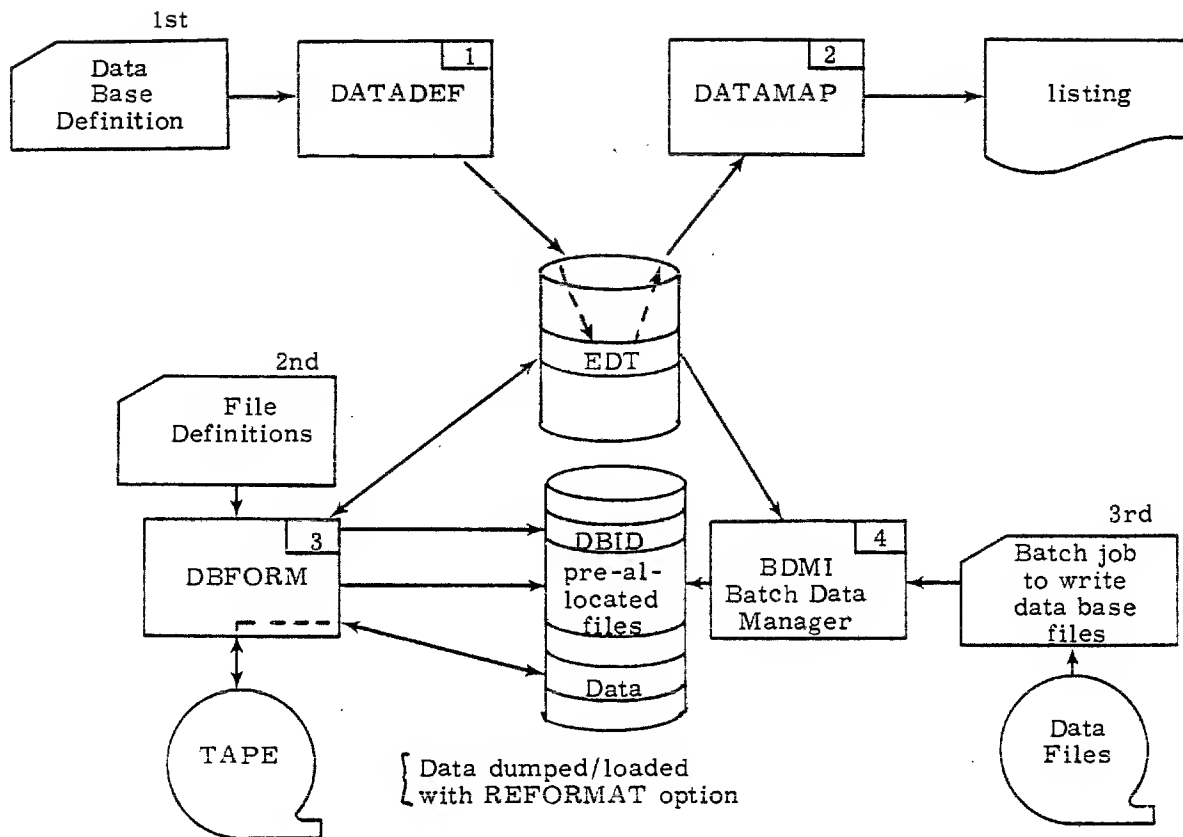 1st
Data
Base
Definition
1
DATADEF
2
DATAMAP
listing
EDT
2nd
File
Definitions
3
DBFORM
DBID
pre-al-
located
files
Data
4
BDMI
Batch Data
Manager
3rd
Batch job
to write
data base
files
TAPE
Data dumped/loaded
with REFORMAT option
Data
Files